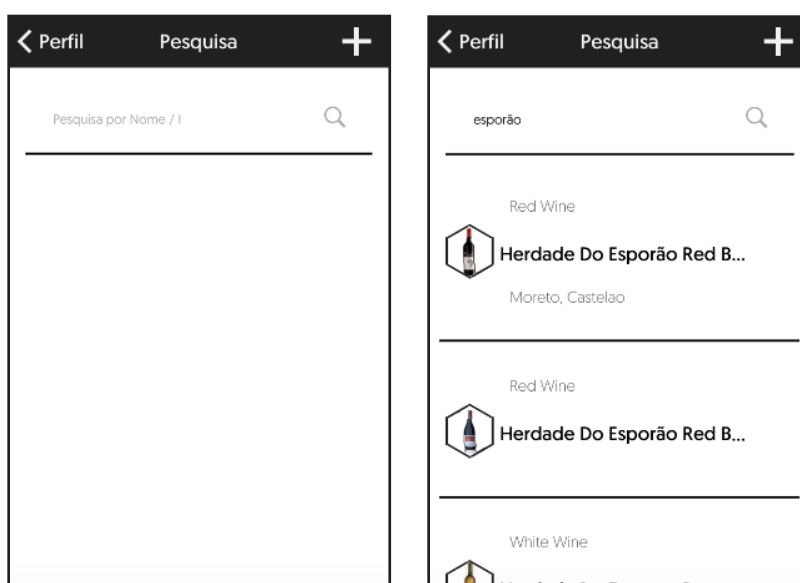 Perfil Pesquisa
Pesquisa por Nome /
Perfil Pesquisa
esporão
Red Wine
Herdade Do Esporão Red B...
Moreto, Castelao
Red Wine
Herdade Do Esporão Red B...
White Wine